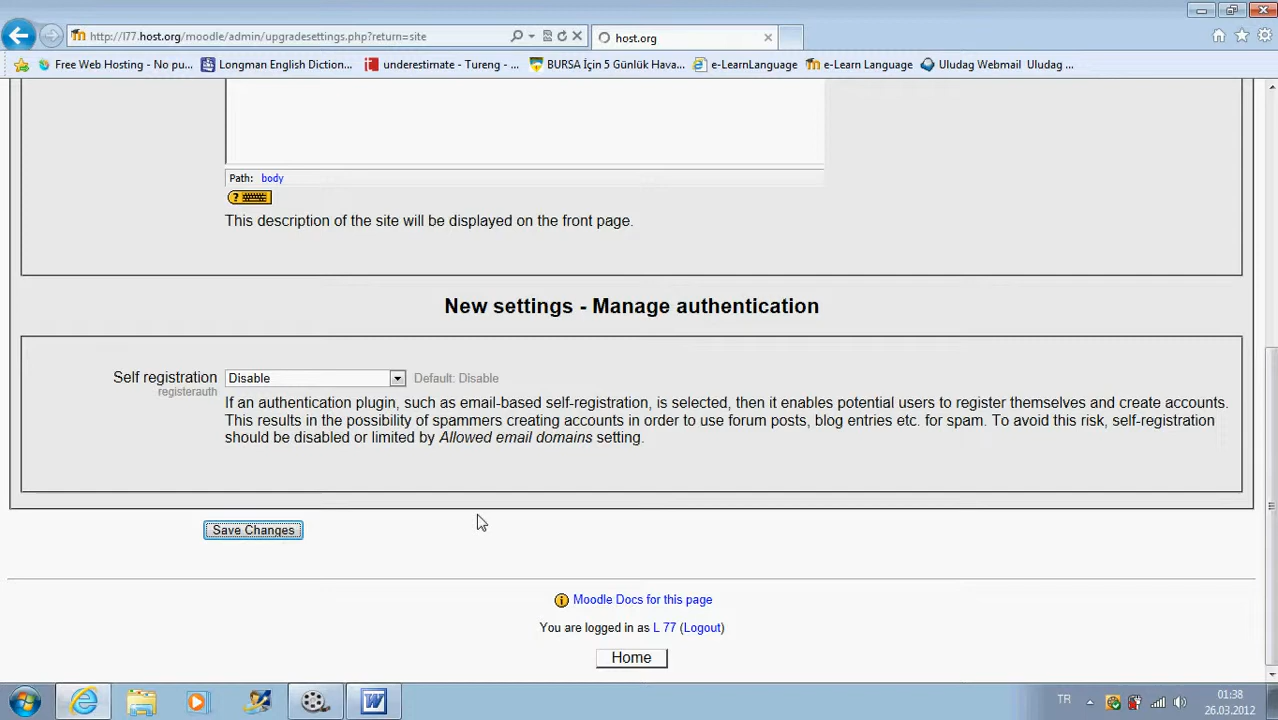 http://l77.host.org/moodle/admin/upgradesettings.php?return=site
host.org
Free Web Hosting - No pu...
Longman English Diction...
underestimate - Tureng - ...
BURSA İçin 5 Günlük Hava...
e-LearnLanguage
e-Learn Language
Uludag Webmail Uludag ...
Path: body
?
This description of the site will be displayed on the front page.
New settings - Manage authentication
Self registration
Disable
Default: Disable
registerauth
If an authentication plugin, such as email-based self-registration, is selected, then it enables potential users to register themselves and create accounts.
This results in the possibility of spammers creating accounts in order to use forum posts, blog entries etc. for spam. To avoid this risk, self-registration
should be disabled or limited by Allowed email domains setting.
Save Changes
Moodle Docs for this page
You are logged in as L 77 (Logout)
Home
TR
01:38
26.03.2012